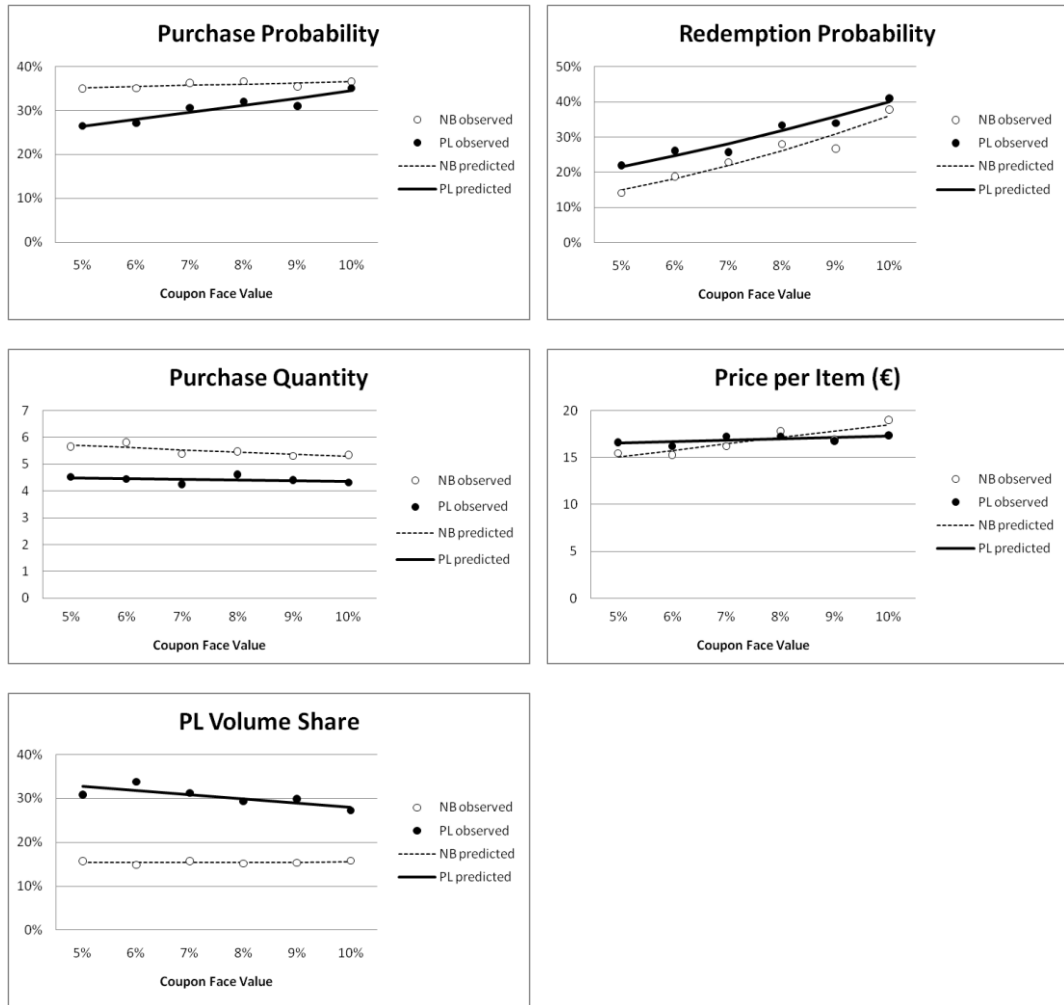 Purchase Probability
40%
30%
20%
10%
0%
5% 6% 7% 8% 9% 10%
Coupon Face Value
NB observed
PL observed
NB predicted
PL predicted
Redemption Probability
50%
40%
30%
20%
10%
0%
5% 6% 7% 8% 9% 10%
Coupon Face Value
NB observed
PL observed
NB predicted
PL predicted
Purchase Quantity
7
6
5
4
3
2
1
0
5% 6% 7% 8% 9% 10%
Coupon Face Value
NB observed
PL observed
NB predicted
PL predicted
Price per Item (€)
20
15
10
5
0
5% 6% 7% 8% 9% 10%
Coupon Face Value
NB observed
PL observed
NB predicted
PL predicted
PL Volume Share
40%
30%
20%
10%
0%
5% 6% 7% 8% 9% 10%
Coupon Face Value
NB observed
PL observed
NB predicted
PL predicted